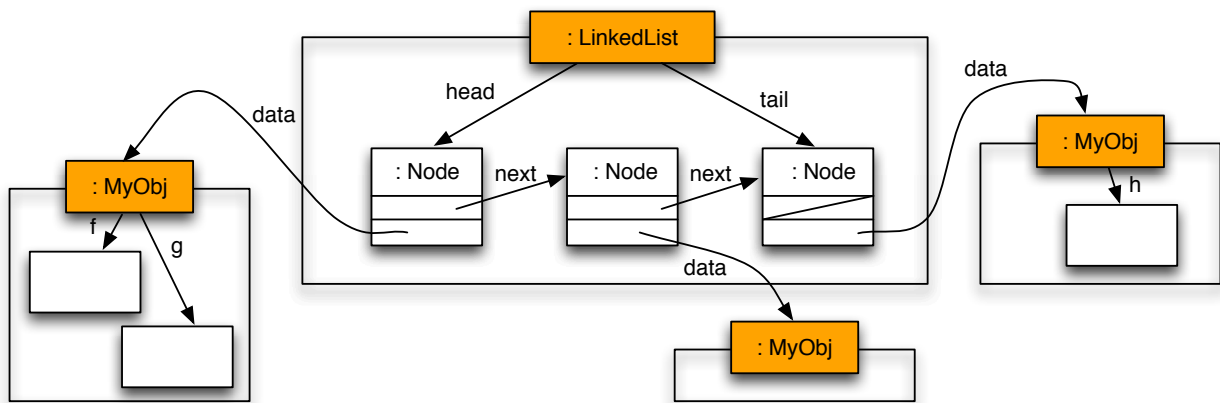 : LinkedList
head
tail
data
data
: Node
next
: Node
next
: Node
: MyObj
h
: MyObj
f
g
data
: MyObj